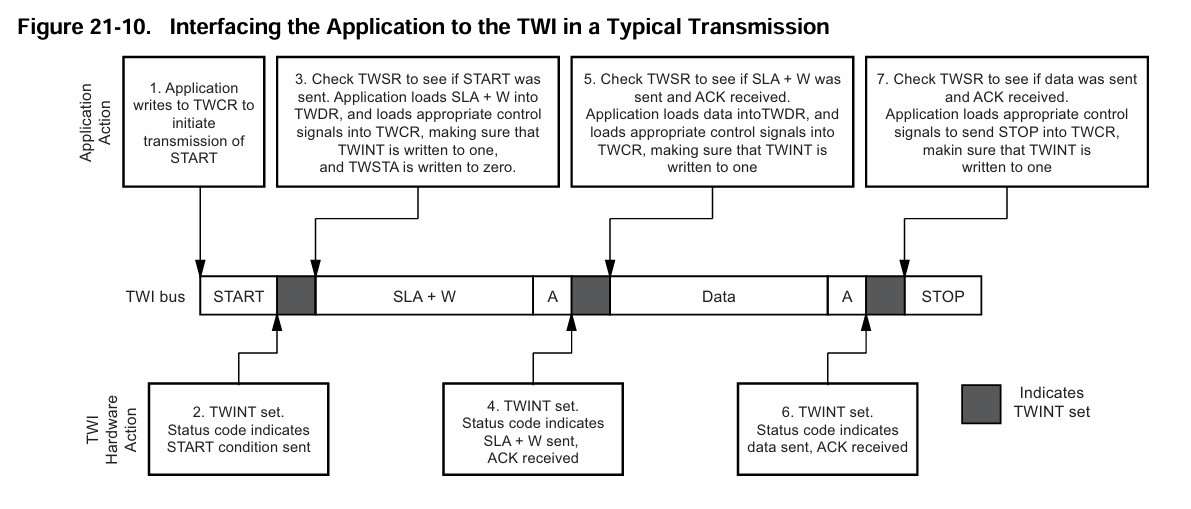 Figure 21-10. Interfacing the Application to the TWI in a Typical Transmission
Application
Action
1. Application
writes to TWCR to
initiate
transmission of
START
3. Check TWSR to see if START was
sent. Application loads SLA + W into
TWDR, and loads appropriate control
signals into TWCR, making sure that
TWINT is written to one,
and TWSTA is written to zero.
5. Check TWSR to see if SLA + W was
sent and ACK received.
Application loads data intoTWDR, and
loads appropriate control signals into
TWCR, making sure that TWINT is
written to one
7. Check TWSR to see if data was sent
and ACK received.
Application loads appropriate control
signals to send STOP into TWCR,
makin sure that TWINT is
written to one
TWI bus
START
SLA + W
A
Data
A
STOP
TWI
Hardware
Action
2. TWINT set.
Status code indicates
START condition sent
4. TWINT set.
Status code indicates
SLA + W sent,
ACK received
6. TWINT set.
Status code indicates
data sent, ACK received
Indicates
TWINT set